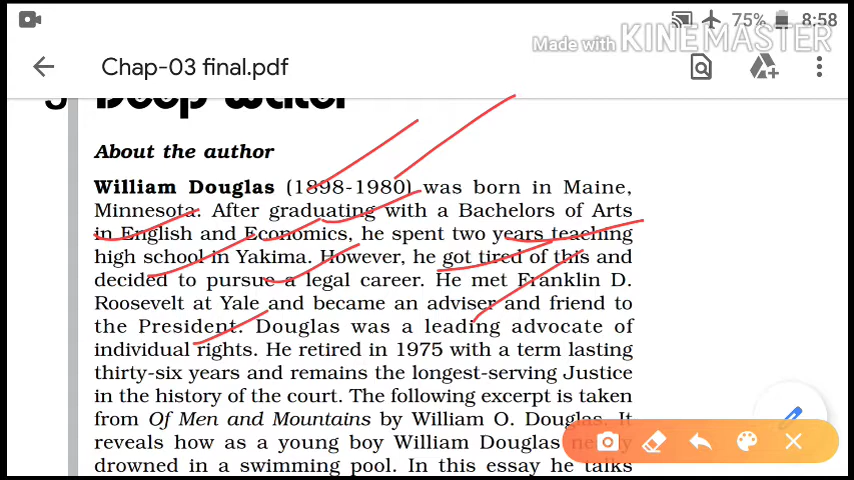 75% 8:58
Made with KINEMASTER
Chap-03 final.pdf
3 Deep Water
About the author
William Douglas (1898-1980) was born in Maine,
Minnesota. After graduating with a Bachelors of Arts
in English and Economics, he spent two years teaching
high school in Yakima. However, he got tired of this and
decided to pursue a legal career. He met Franklin D.
Roosevelt at Yale and became an adviser and friend to
the President. Douglas was a leading advocate of
individual rights. He retired in 1975 with a term lasting
thirty-six years and remains the longest-serving Justice
in the history of the court. The following excerpt is taken
from Of Men and Mountains by William O. Douglas. It
reveals how as a young boy William Douglas nearly
drowned in a swimming pool. In this essay he talks